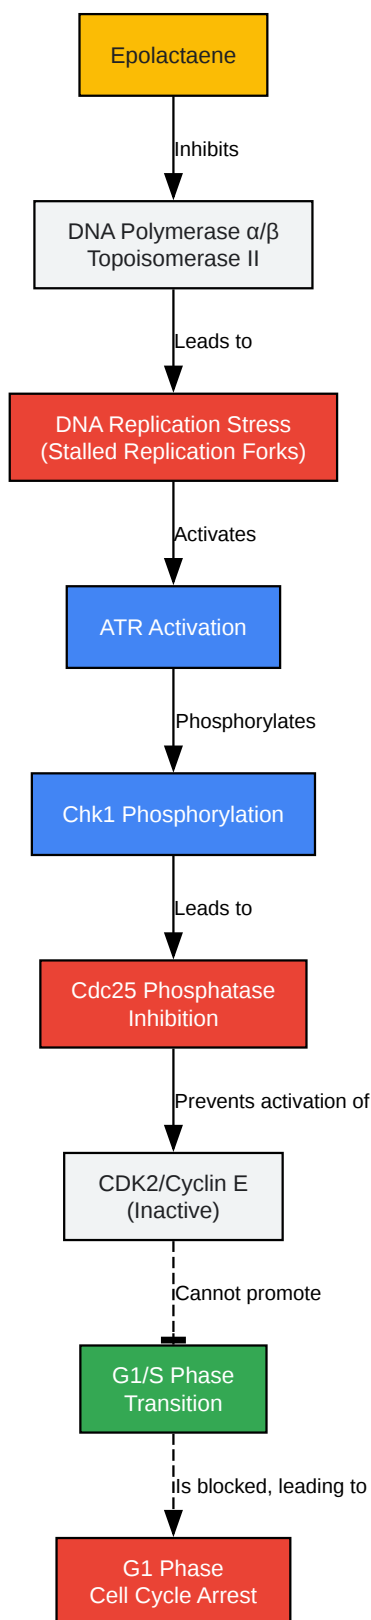 Epolactaene
Inhibits
DNA Polymerase α/β
Topoisomerase II
Leads to
DNA Replication Stress
(Stalled Replication Forks)
Activates
ATR Activation
Phosphorylates
Chk1 Phosphorylation
Leads to
Cdc25 Phosphatase
Inhibition
Prevents activation of
CDK2/Cyclin E
(Inactive)
Cannot promote
G1/S Phase
Transition
Is blocked, leading to
G1 Phase
Cell Cycle Arrest